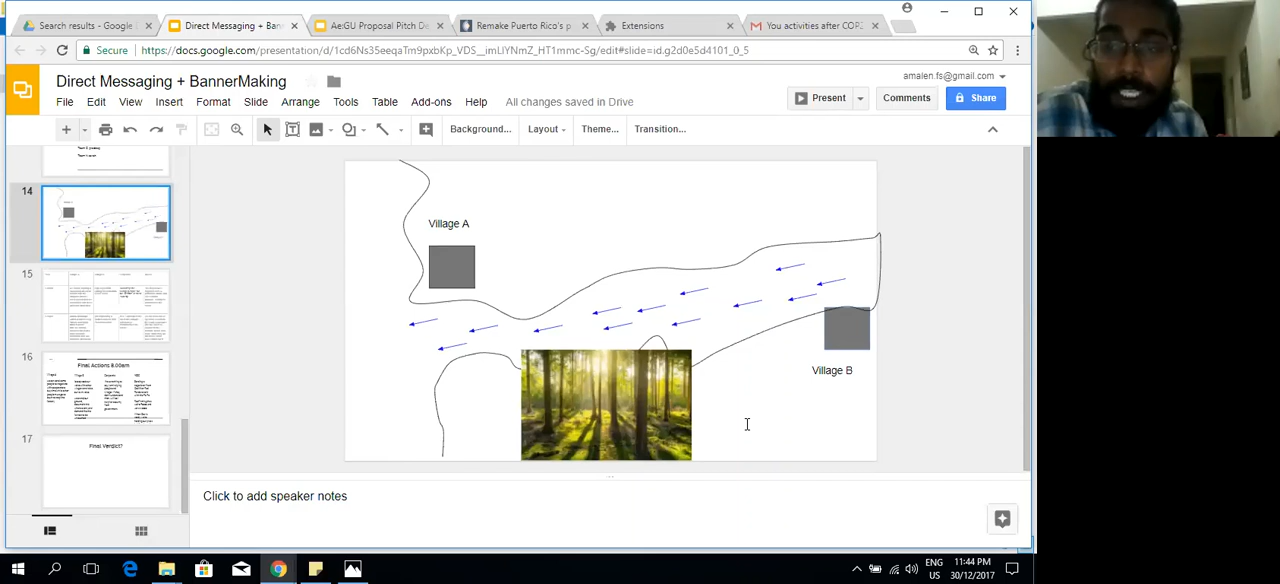 Search results - Google
Direct Messaging + Ban
Ae:GU Proposal Pitch De
Remake Puerto Rico's p
Extensions
You activities after COP2
Secure
https://docs.google.com/presentation/d/1cd6Ns35eeqaTm9pxbKp_VDS__imLlYNmZ_HT1mmc-Sg/edit#slide=id.g2d0e5d4101_0_5
Direct Messaging + BannerMaking
amalen.fs@gmail.com
File Edit View Insert Format Slide Arrange Tools Table Add-ons Help All changes saved in Drive
Present Comments Share
Background... Layout Theme... Transition...
14
15
16
17
Final Actions 8.00am
Final Verdict?
Village A
Village B
Click to add speaker notes
ENG
US
11:44 PM
30/12/2017